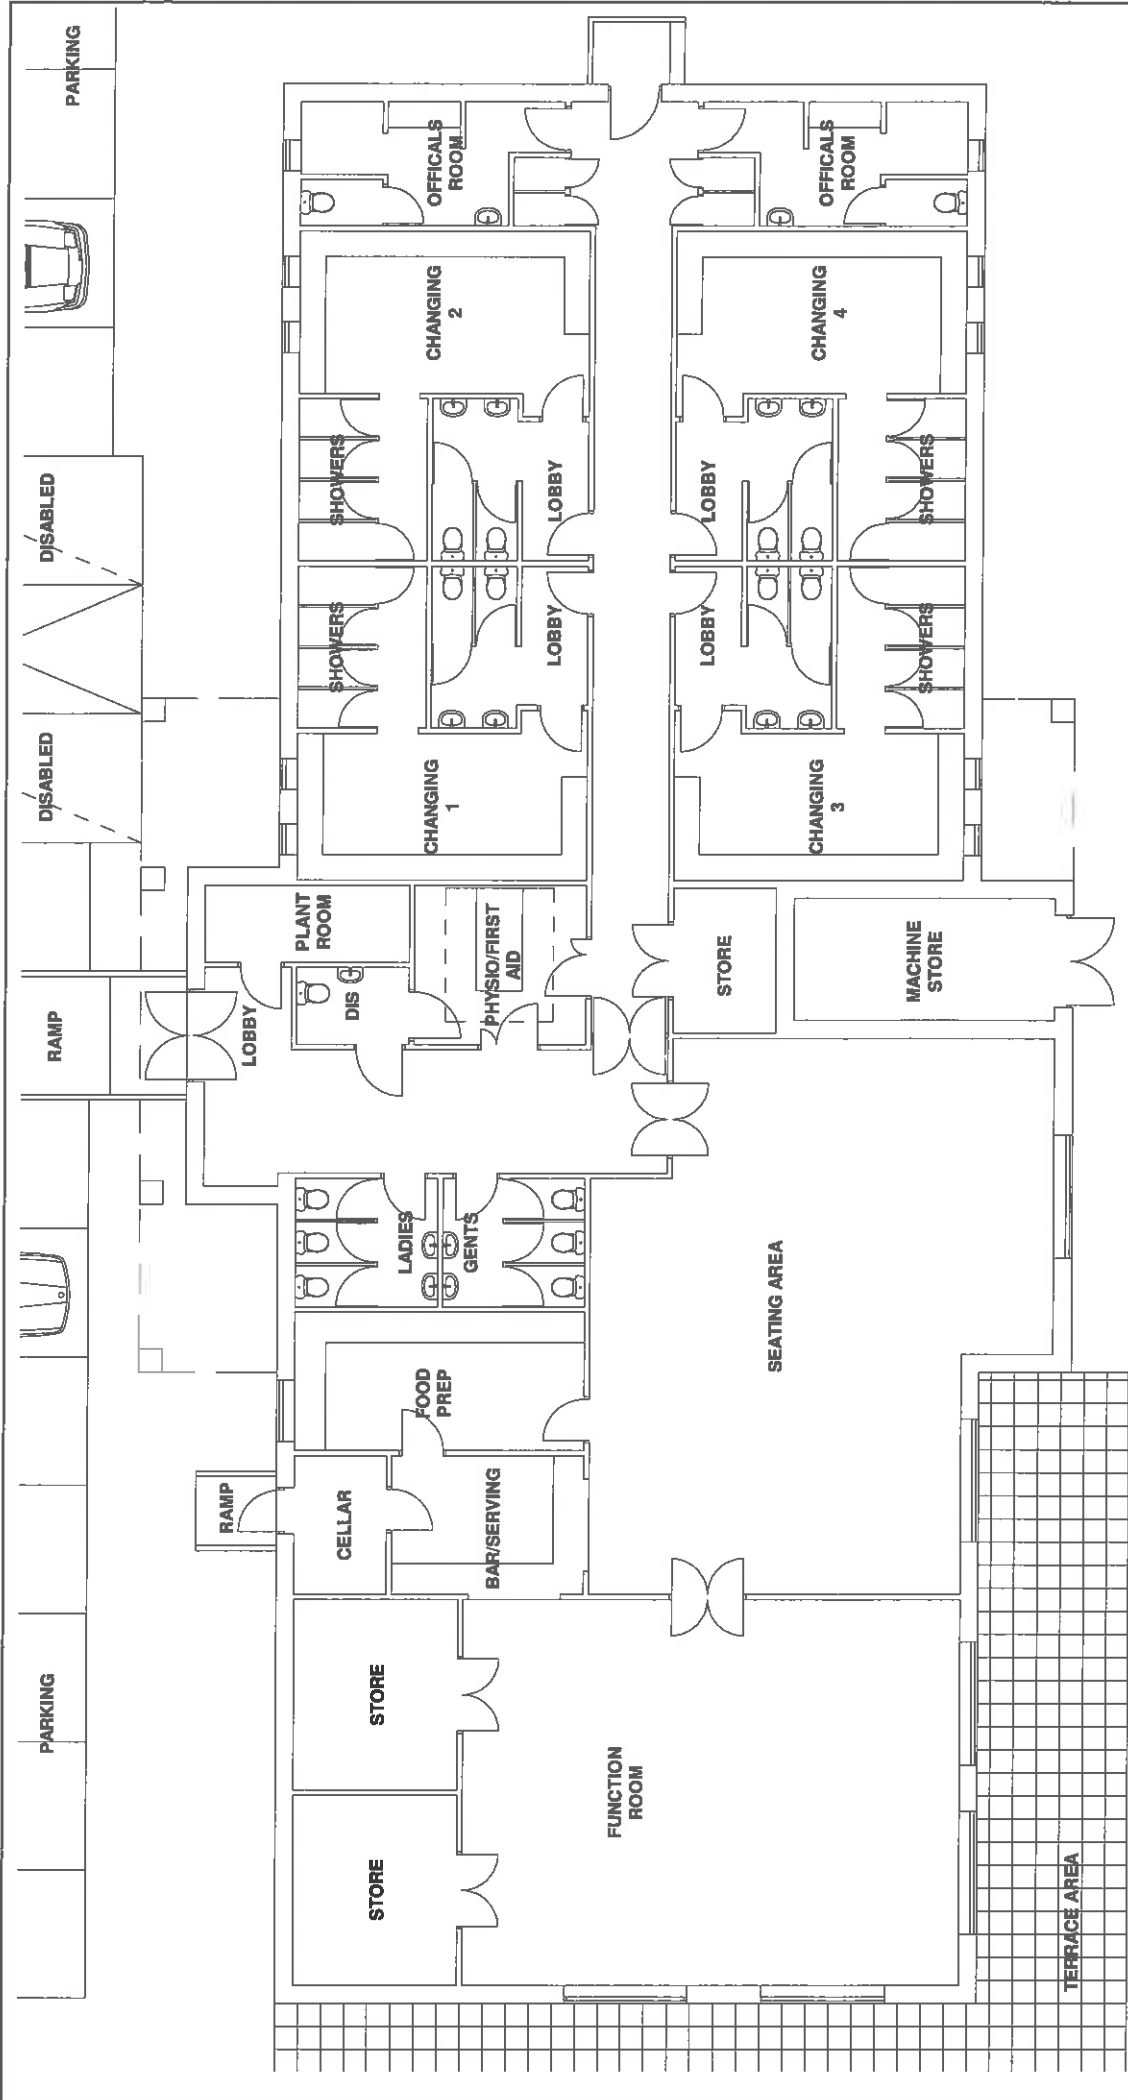 PARKING
DISABLED
DISABLED
RAMP
PARKING
OFFICALS
ROOM
OFFICALS
ROOM
CHANGING
2
CHANGING
4
SHOWERS
LOBBY
LOBBY
SHOWERS
SHOWERS
LOBBY
LOBBY
SHOWERS
CHANGING
1
CHANGING
3
PLANT
ROOM
PHYSIO/FIRST
AID
STORE
MACHINE
STORE
LOBBY
DIS
LADIES
GENTS
SEATING AREA
FOOD
PREP
RAMP
CELLAR
BAR/SERVING
STORE
FUNCTION
ROOM
STORE
TERRACE AREA